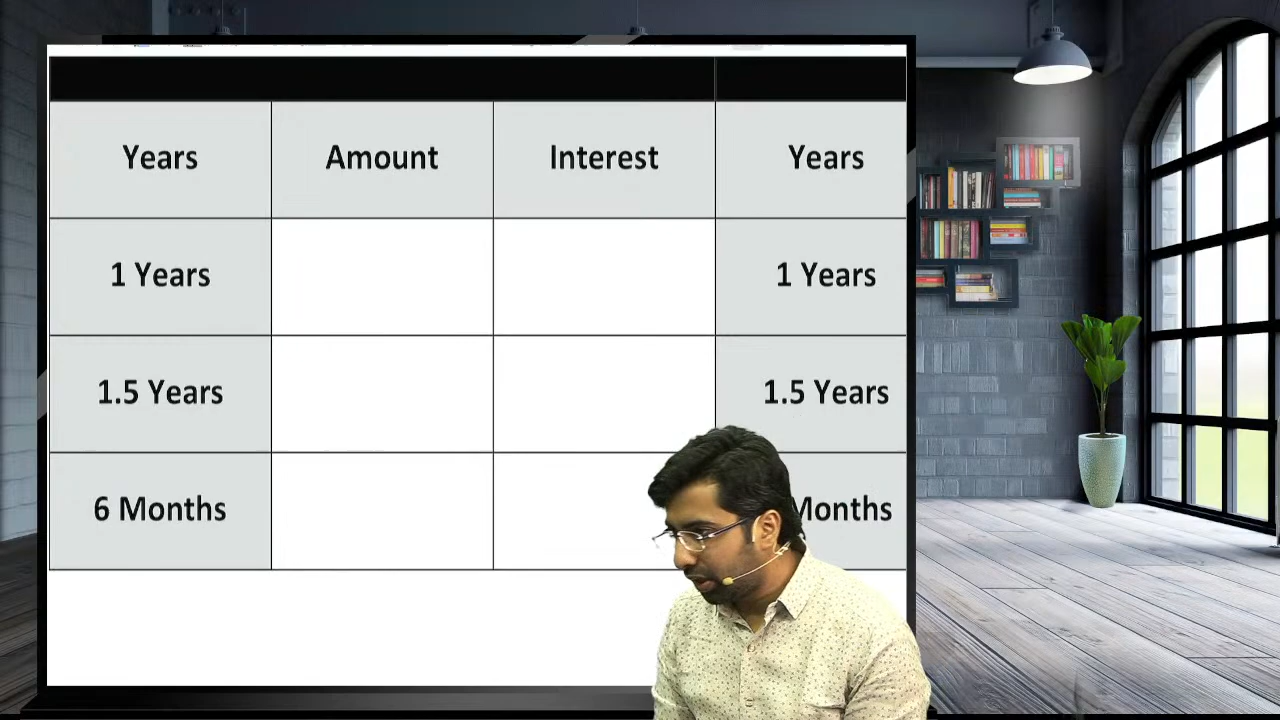 Years Amount Interest Years
1 Years 1 Years
1.5 Years 1.5 Years
6 Months Months